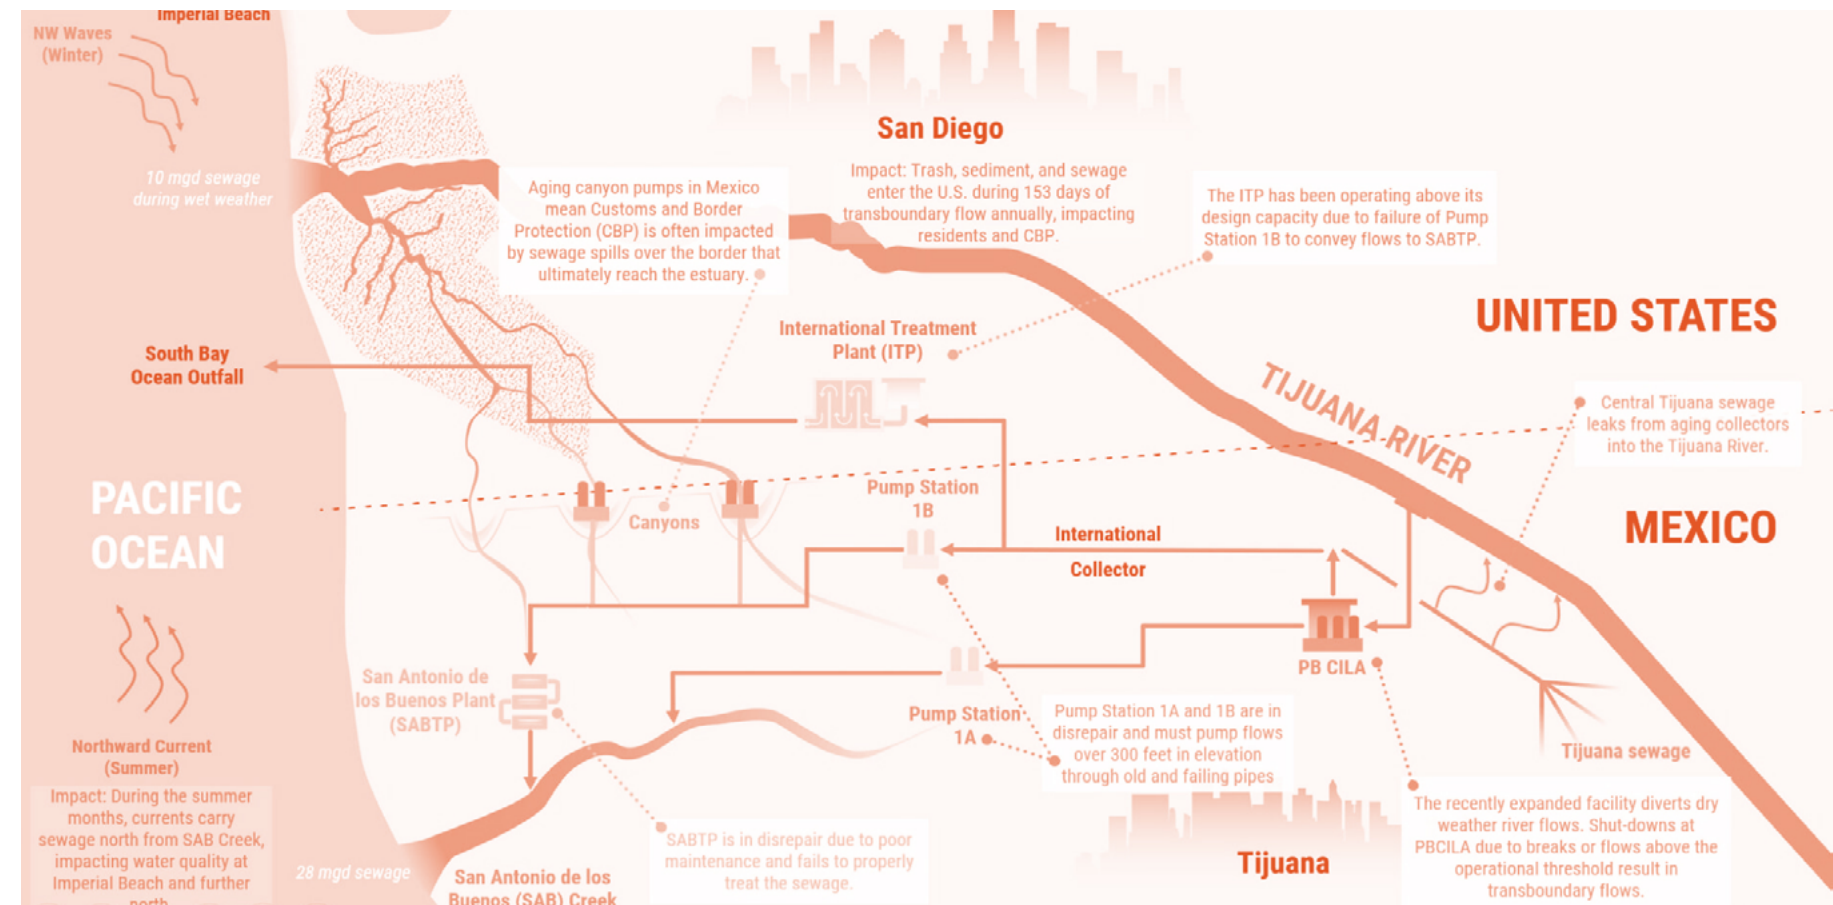 Imperial Beach
NW Waves
(Winter)
10 mgd sewage
during wet weather
San Diego
Impact: Trash, sediment, and sewage
enter the U.S. during 153 days of
transboundary flow annually, impacting
residents and CBP.
Aging canyon pumps in Mexico
mean Customs and Border
Protection (CBP) is often impacted
by sewage spills over the border that
ultimately reach the estuary.
The ITP has been operating above its
design capacity due to failure of Pump
Station 1B to convey flows to SABTP.
UNITED STATES
International Treatment
Plant (ITP)
South Bay
Ocean Outfall
TIJUANA RIVER
Central Tijuana sewage
leaks from aging collectors
into the Tijuana River.
PACIFIC
OCEAN
Canyons
Pump Station
1B
International
Collector
MEXICO
PB CILA
San Antonio de
los Buenos Plant
(SABTP)
Pump Station
1A
Pump Station 1A and 1B are in
disrepair and must pump flows
over 300 feet in elevation
through old and failing pipes
Tijuana sewage
Northward Current
(Summer)
Impact: During the summer
months, currents carry
sewage north from SAB Creek,
impacting water quality at
Imperial Beach and further
north.
28 mgd sewage
San Antonio de los
Buenos (SAB) Creek
SABTP is in disrepair due to poor
maintenance and fails to properly
treat the sewage.
Tijuana
The recently expanded facility diverts dry
weather river flows. Shut-downs at
PBCILA due to breaks or flows above the
operational threshold result in
transboundary flows.